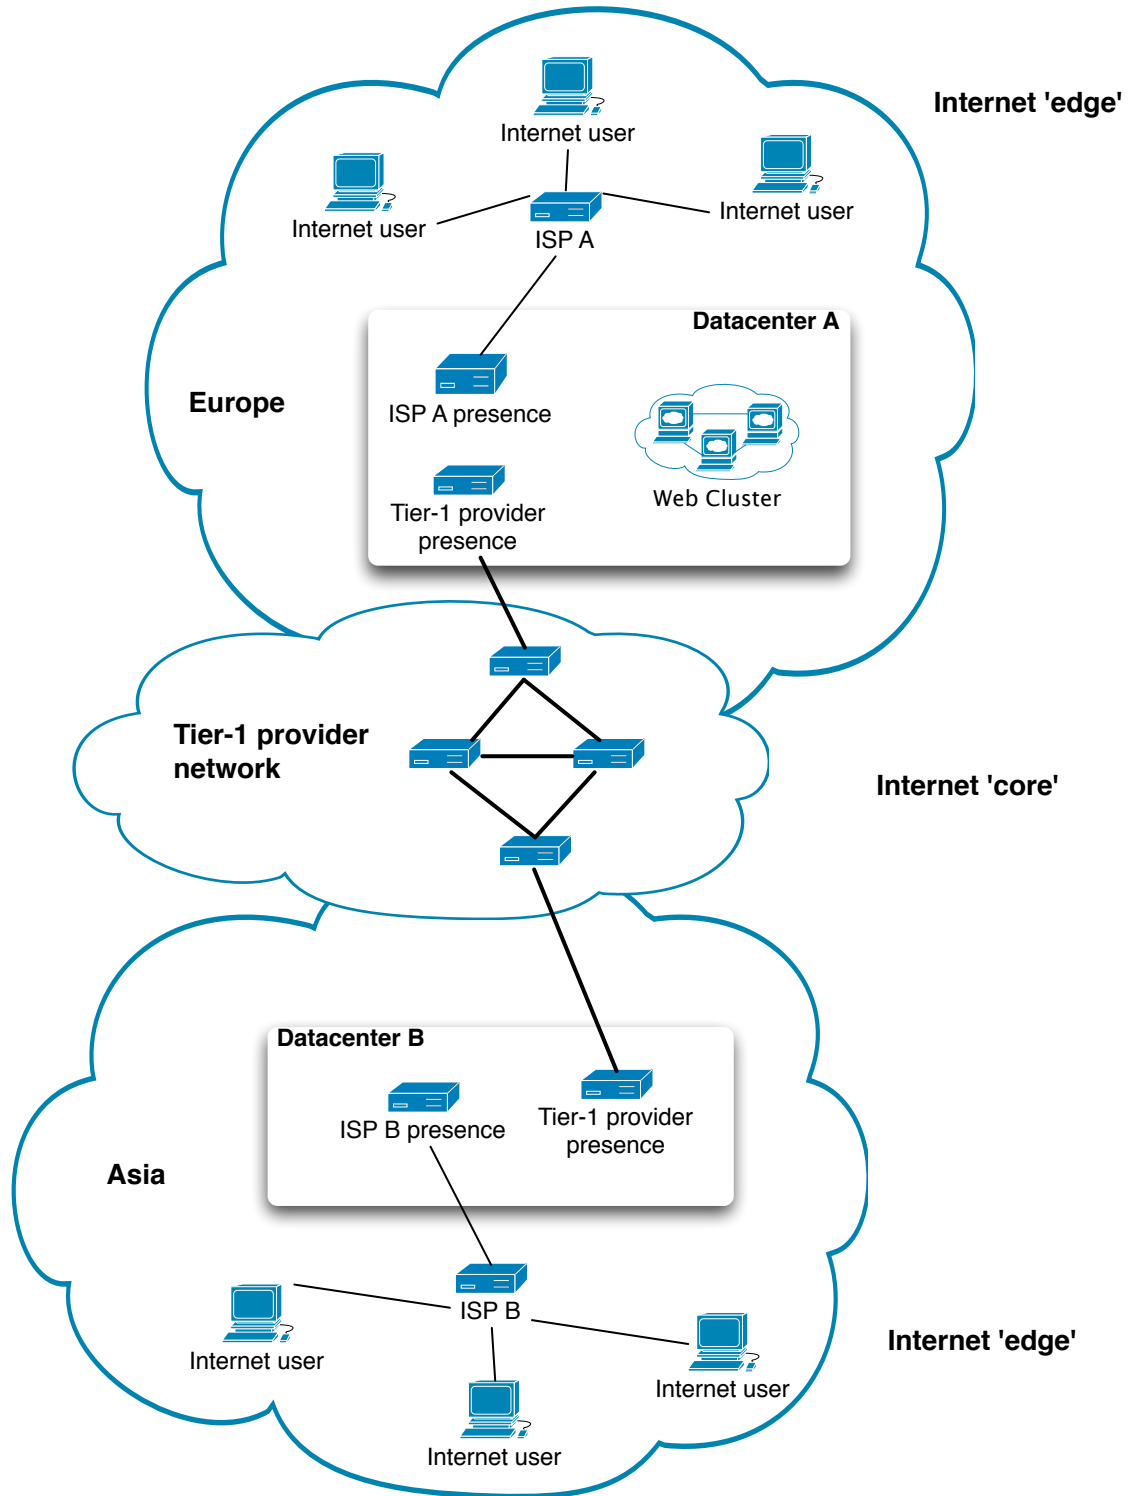 Internet 'edge'
Internet user
Internet user
Internet user
ISP A
Datacenter A
Europe
ISP A presence
Web Cluster
Tier-1 provider
presence
Tier-1 provider
network
Internet 'core'
Datacenter B
ISP B presence
Tier-1 provider
presence
Asia
ISP B
Internet 'edge'
Internet user
Internet user
Internet user